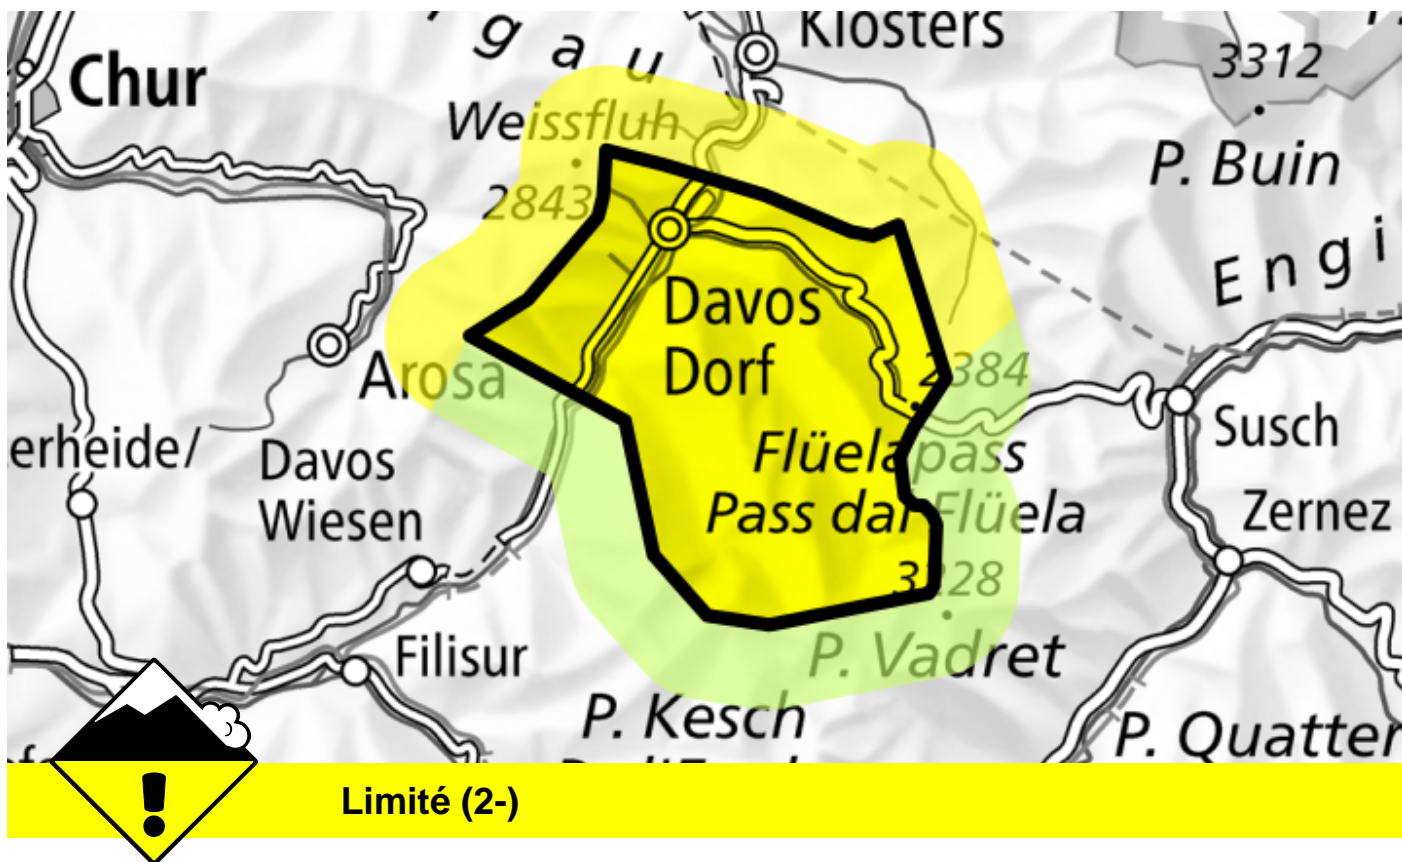 Klosters
g a u
3312
Chur
Weissfluh
P. Buin
2843
Engi
Davos
Dorf
Arosa
2384
Susch
erheide/
Davos
Wiesen
Flüelapass
Pass dal Flüela
Zernez
3228
Filisur
P. Vadret
P. Kesch
P. Quatter
Limité (2-)